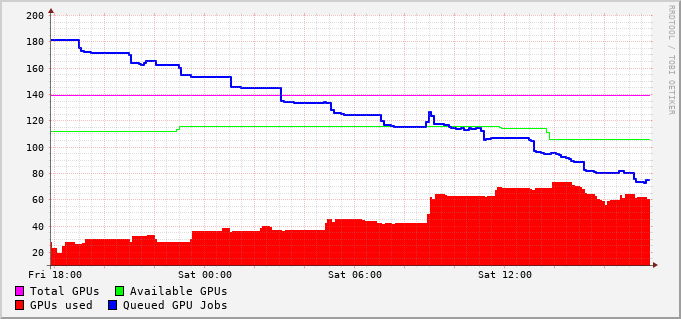 200
180
160
140
120
100
80
60
40
20
Fri 18:00 Sat 00:00 Sat 06:00 Sat 12:00
Total GPUs Available GPUs
GPUs used Queued GPU Jobs
RRDTOOL / TOBI OETIKER